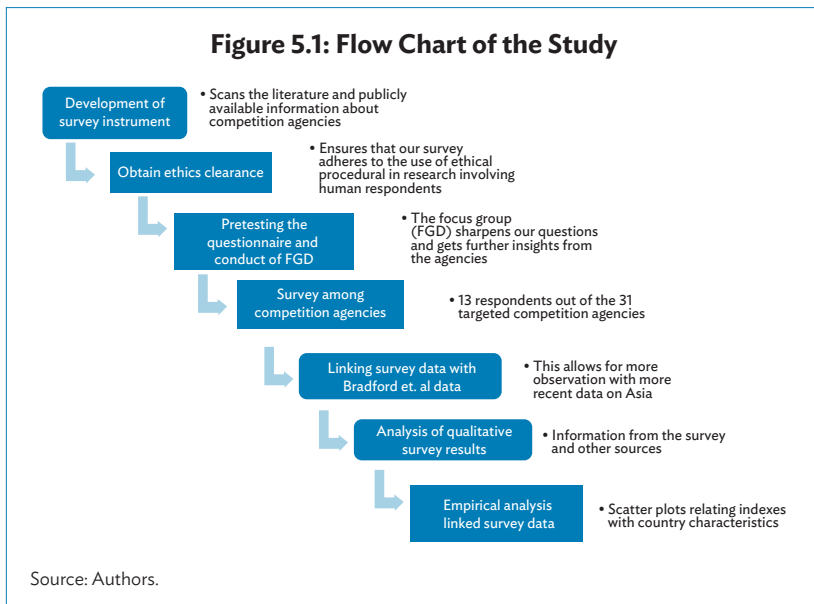 Figure 5.1: Flow Chart of the Study
Development of
survey instrument
• Scans the literature and publicly
available information about
competition agencies
Obtain ethics clearance
• Ensures that our survey
adheres to the use of ethical
procedural in research involving
human respondents
Pretesting the
questionnaire and
conduct of FGD
• The focus group
(FGD) sharpens our questions
and gets further insights from
the agencies
Survey among
competition agencies
• 13 respondents out of the 31
targeted competition agencies
Linking survey data with
Bradford et. al data
• This allows for more
observation with more
recent data on Asia
Analysis of qualitative
survey results
• Information from the survey
and other sources
Empirical analysis
linked survey data
• Scatter plots relating indexes
with country characteristics
Source: Authors.